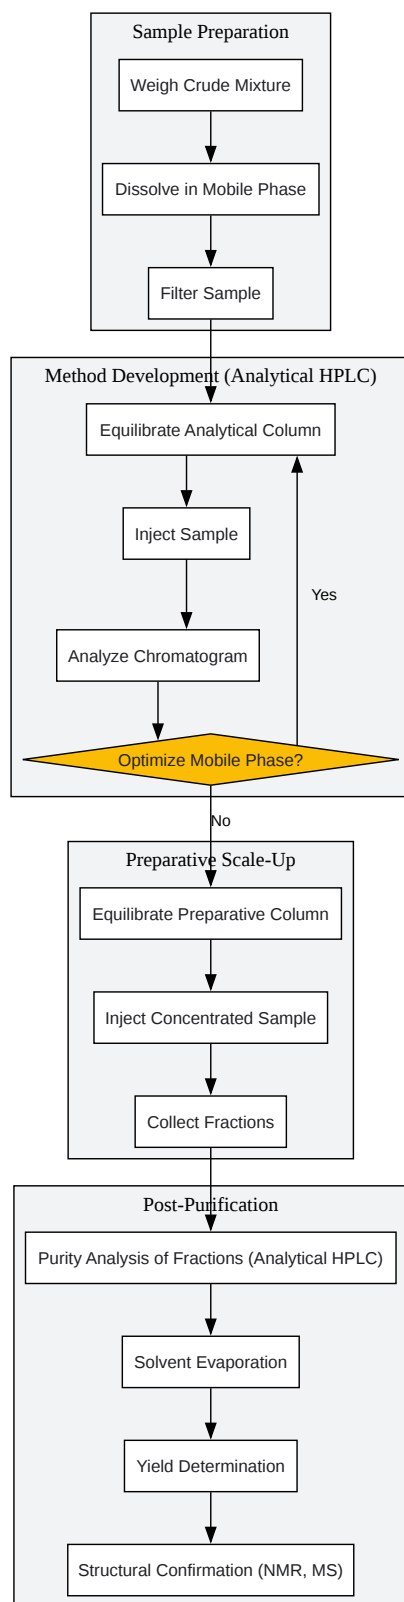 Sample Preparation
Weigh Crude Mixture
Dissolve in Mobile Phase
Filter Sample
Method Development (Analytical HPLC)
Equilibrate Analytical Column
Inject Sample
Yes
Analyze Chromatogram
Optimize Mobile Phase?
No
Preparative Scale-Up
Equilibrate Preparative Column
Inject Concentrated Sample
Collect Fractions
Post-Purification
Purity Analysis of Fractions (Analytical HPLC)
Solvent Evaporation
Yield Determination
Structural Confirmation (NMR, MS)